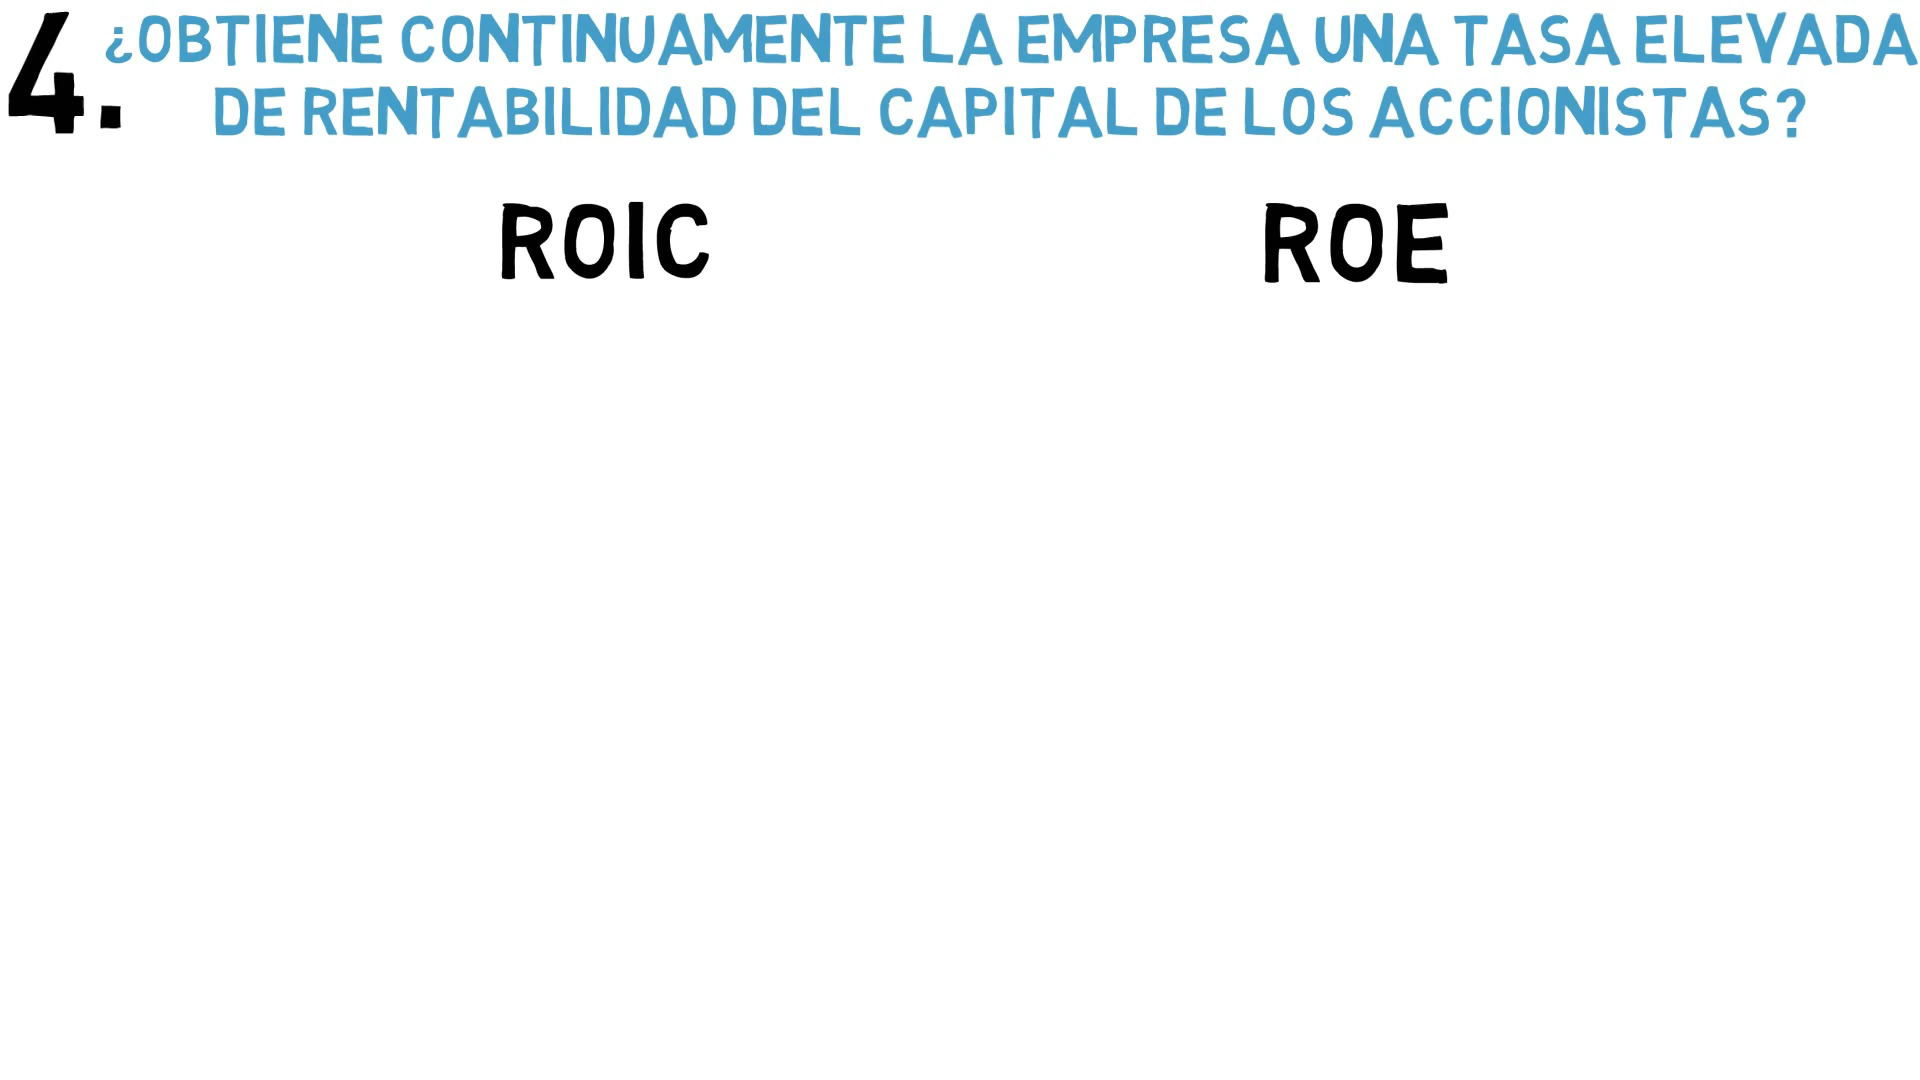 4. ¿OBTIENE CONTINUAMENTE LA EMPRESA UNA TASA ELEVADA
DE RENTABILIDAD DEL CAPITAL DE LOS ACCIONISTAS?
ROIC ROE